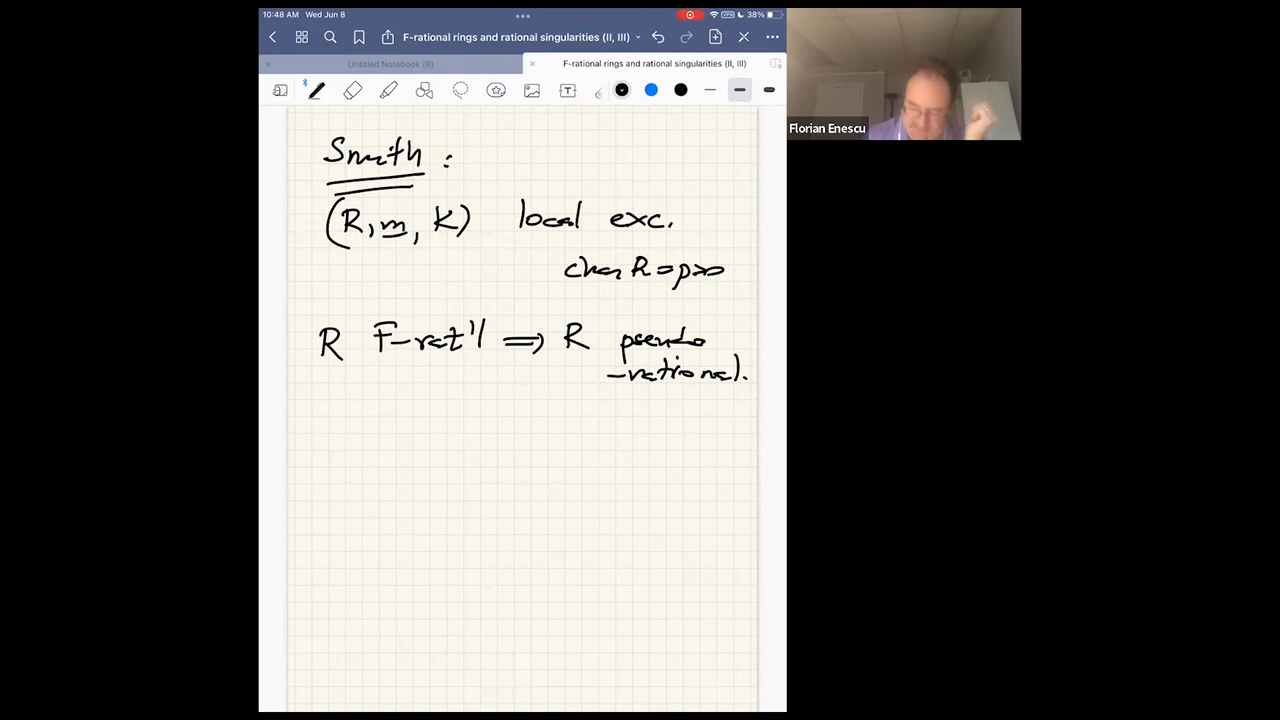 10:48 AM Wed Jun 8
VPN 38%
F-rational rings and rational singularities (II, III)
Untitled Notebook (8)
F-rational rings and rational singularities (II, III)
Smith :
(R, m, K) local exc.
char R = p>0
R F-rat'l ⟹ R pseudo
-rational.
Florian Enescu